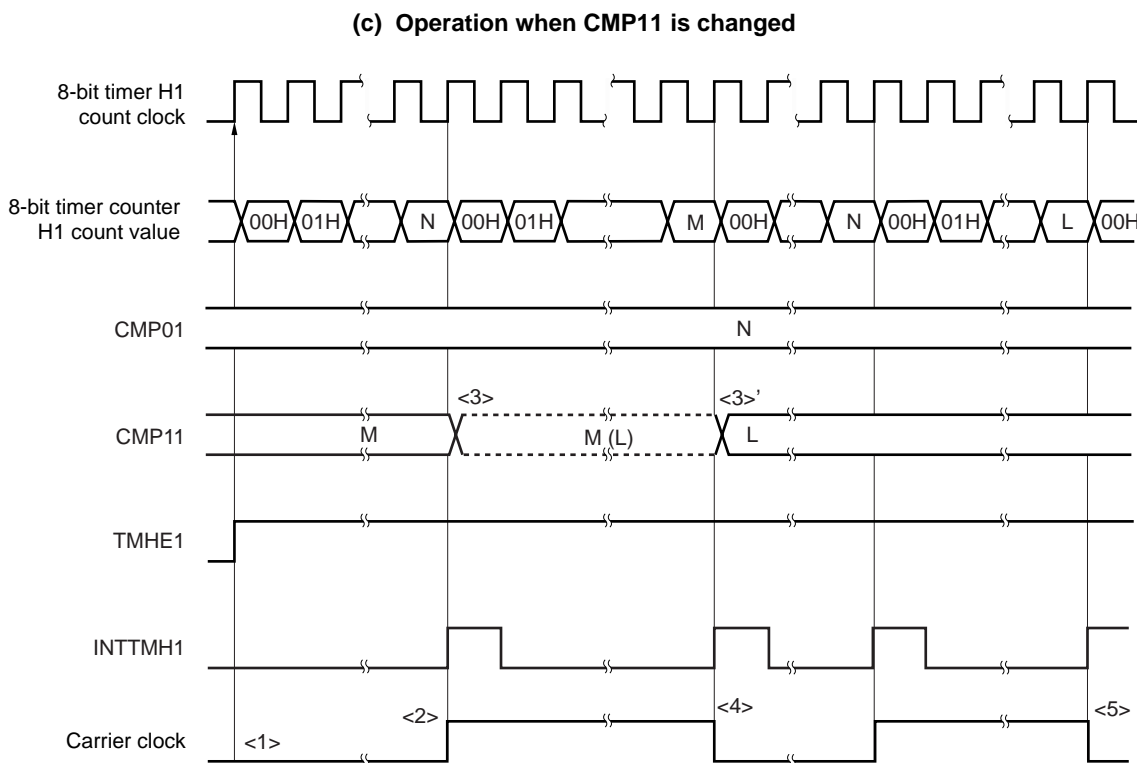 (c) Operation when CMP11 is changed
8-bit timer H1
count clock
8-bit timer counter
H1 count value
00H 01H N 00H 01H M 00H N 00H 01H L 00H
CMP01
N
<3> <3>’
CMP11
M M (L) L
TMHE1
INTTMH1
<2> <4> <5>
Carrier clock
<1>